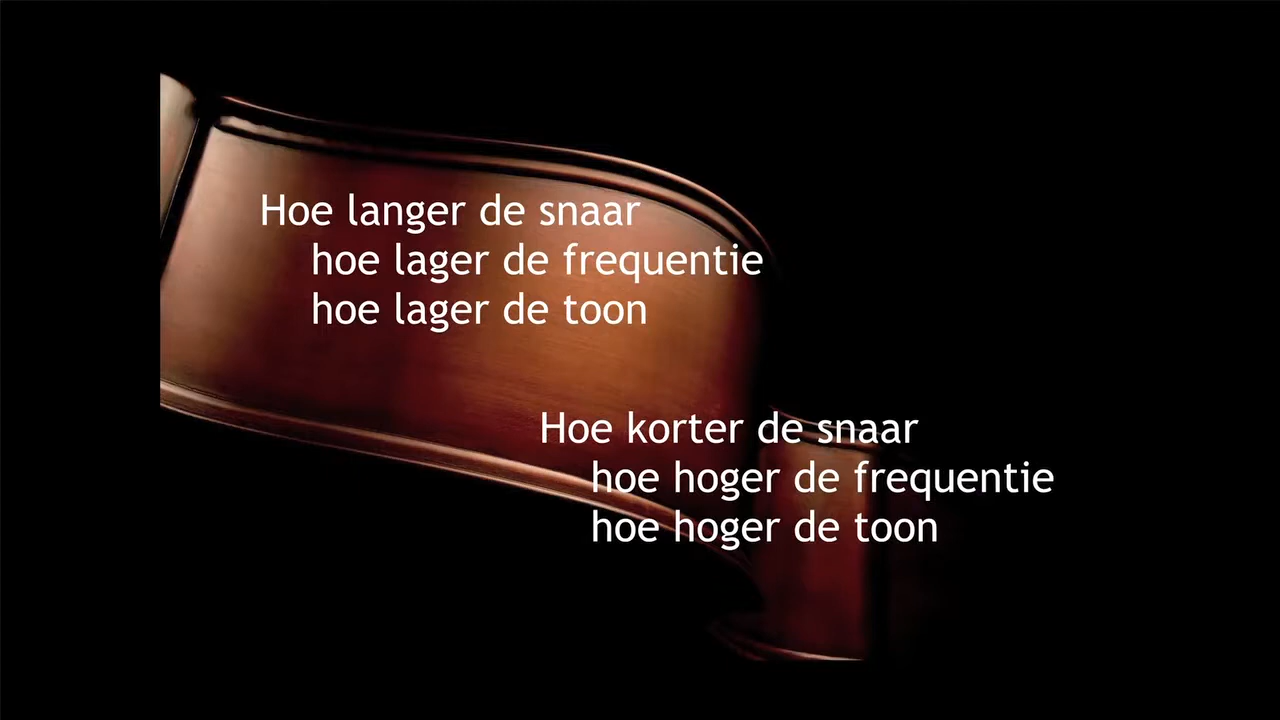 Hoe langer de snaar
hoe lager de frequentie
hoe lager de toon
Hoe korter de snaar
hoe hoger de frequentie
hoe hoger de toon